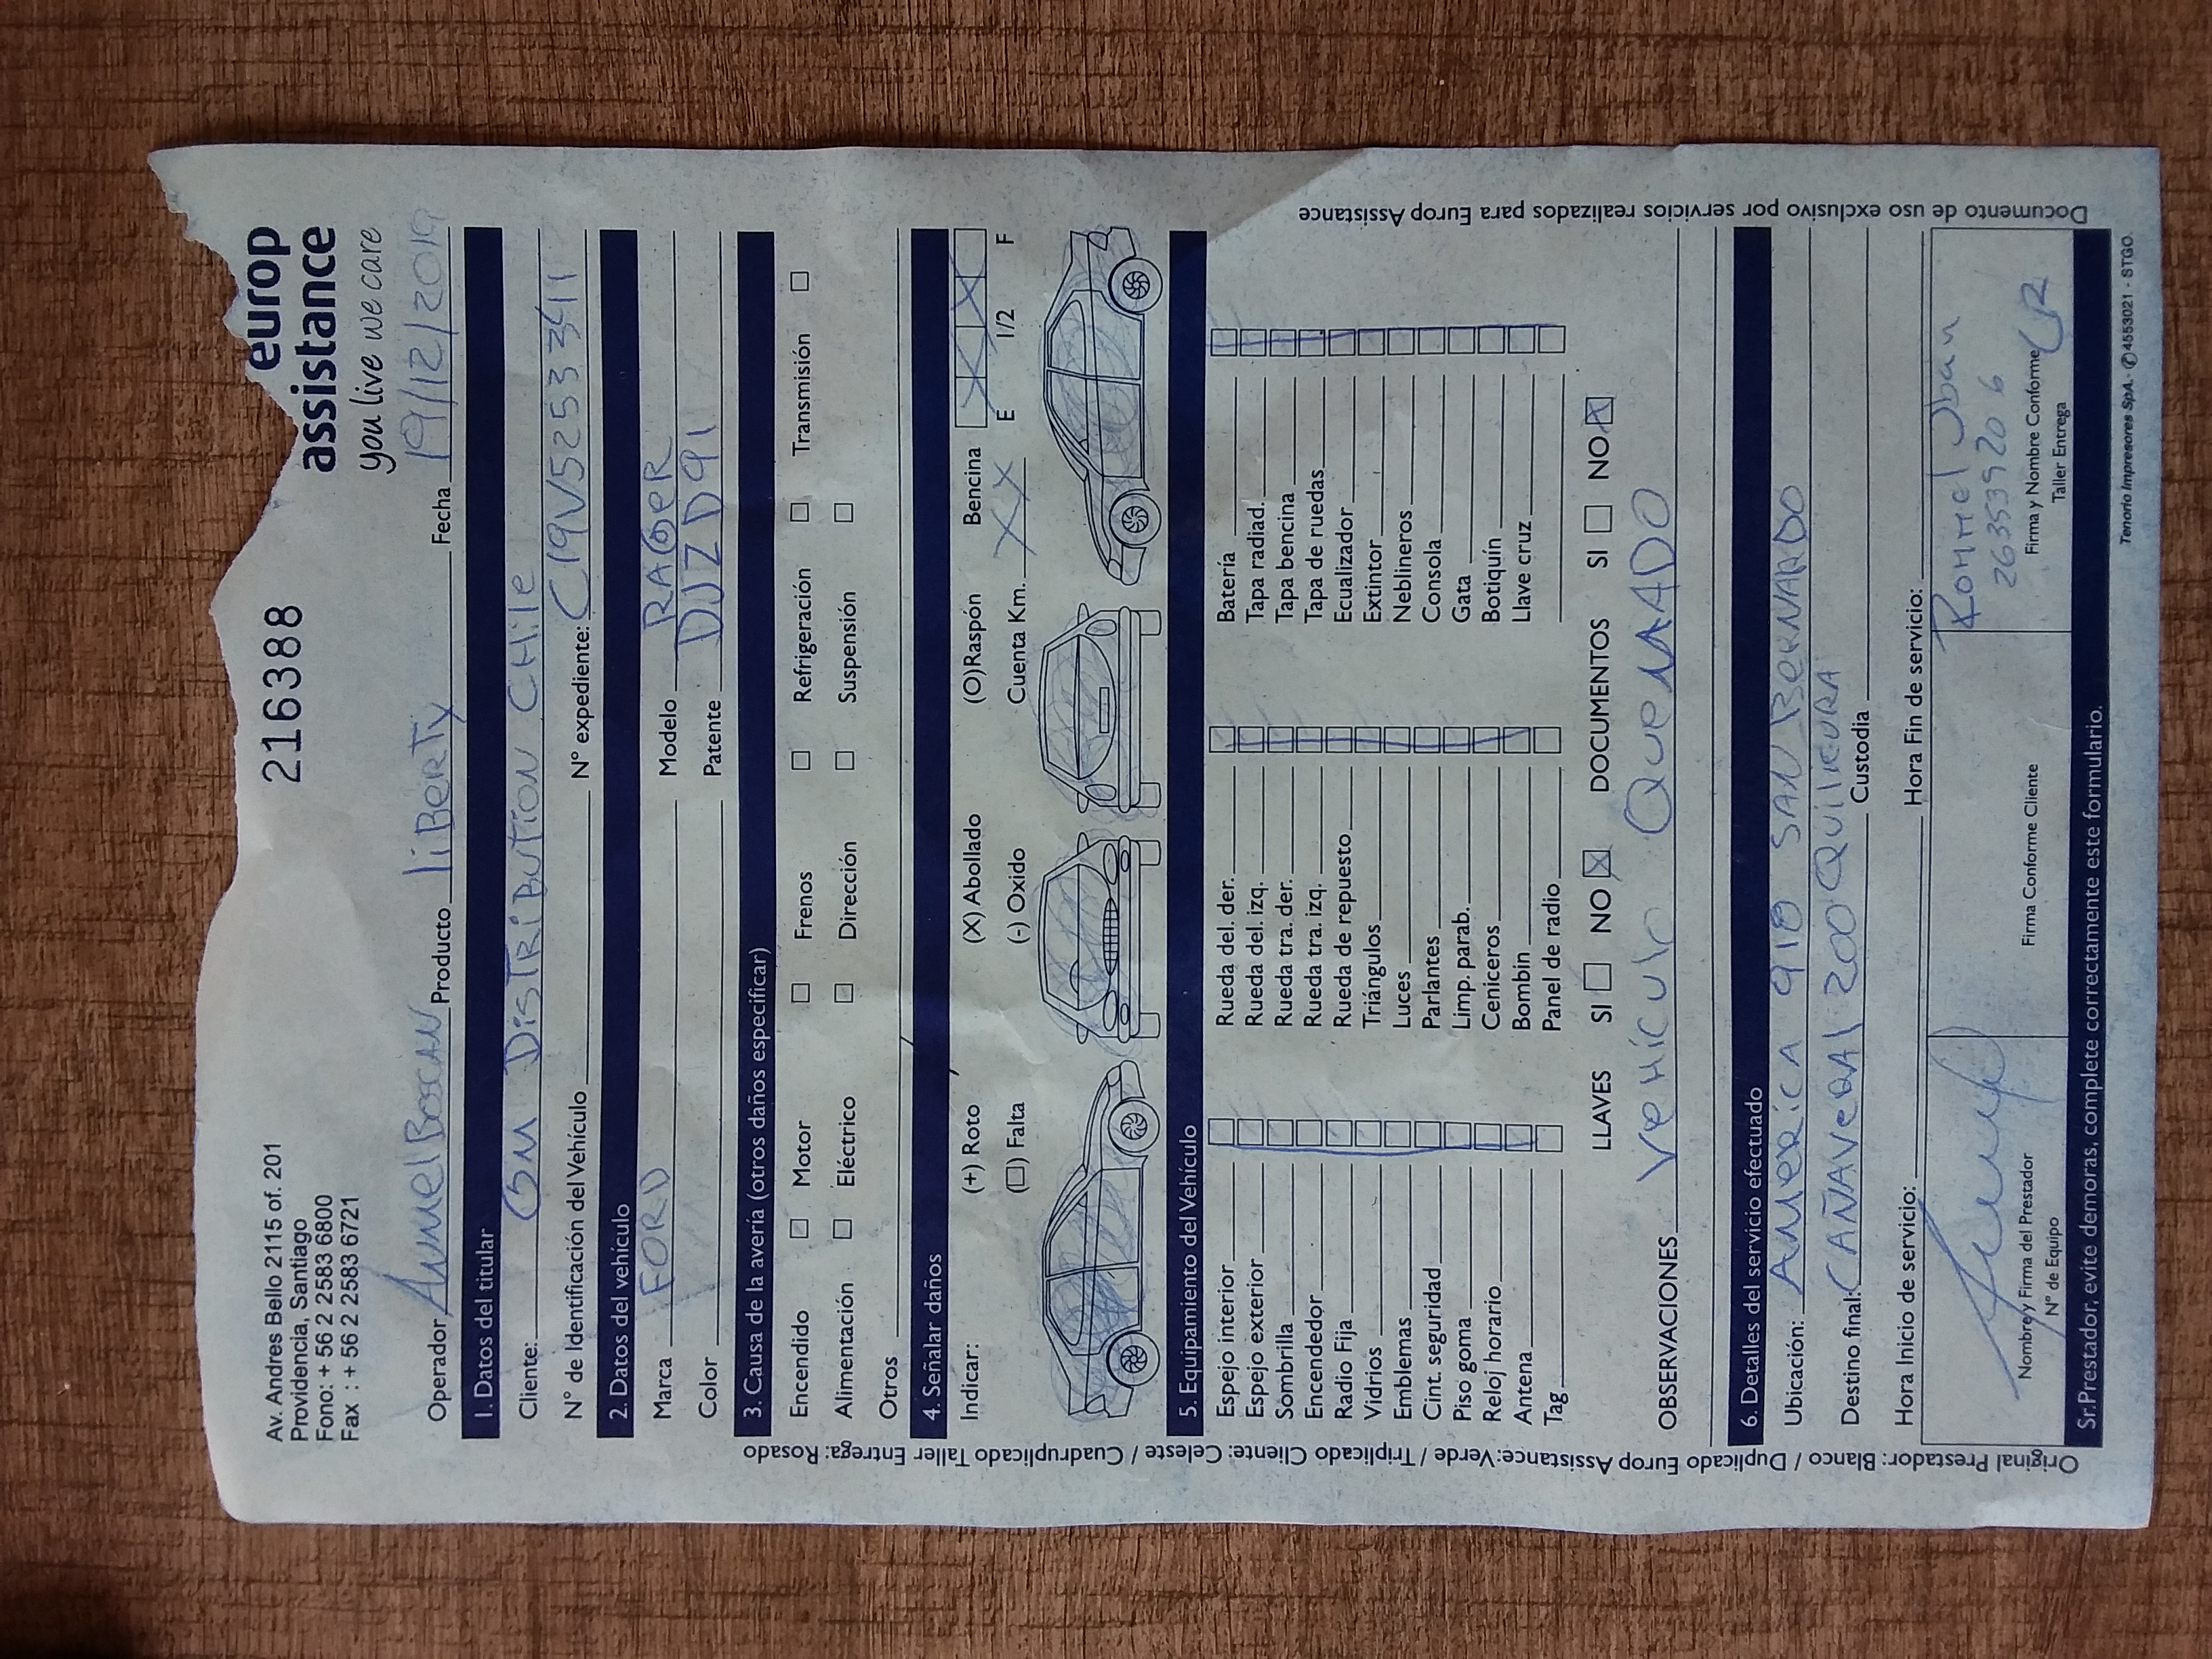 Av. Andres Bello 2115 of. 201
Providencia, Santiago
Fono: + 56 2 2583 6800
Fax : + 56 2 2583 6721
216388
europ
assistance
you live we care
Operador Producto liBERTy Fecha 19/12/2019
1. Datos del titular
Cliente: GM DisTRiBuTion CHile
N° de Identificación del Vehículo N° expediente: C19V5253341
2. Datos del vehículo
Marca FORD Modelo RAGeR
Color Patente DJZD91
3. Causa de la avería (otros daños especificar)
Encendido Motor Frenos Refrigeración Transmisión
Alimentación Eléctrico Dirección Suspensión
Otros
4. Señalar daños
Indicar: (+) Roto (X) Abollado (O)Raspón Bencina
(□) Falta (-) Oxido Cuenta Km. XX E 1/2 F
5. Equipamiento del Vehículo
Espejo interior Rueda del. der. Batería
Espejo exterior Rueda del. izq. Tapa radiad.
Sombrilla Rueda tra. der. Tapa bencina
Encendedor Rueda tra. izq. Tapa de ruedas
Radio Fija Rueda de repuesto Ecualizador
Vidrios Triángulos Extintor
Emblemas Luces Neblineros
Cint. seguridad Parlantes Consola
Piso goma Limp. parab. Gata
Reloj horario Ceniceros Botiquín
Antena Bombin Llave cruz
Tag Panel de radio
LLAVES SI NO X DOCUMENTOS SI NO X
OBSERVACIONES VeHiculo QueMADO
6. Detalles del servicio efectuado
Ubicación: AMeRiCA 910 SAN BeRNARDO
Destino final: CAÑAVeRAl 200 QUiliCURA Custodia
Hora Inicio de servicio: Hora Fin de servicio:
Rommel
26353920 6
Nombre y Firma del Prestador
N° de Equipo
Firma Conforme Cliente
Firma y Nombre Conforme
Taller Entrega
Sr.Prestador, evite demoras, complete correctamente este formulario.
Tenorio Impresores SpA.- ✆4553021 - STGO.
Original Prestador: Blanco / Duplicado Europ Assistance:Verde / Triplicado Cliente: Celeste / Cuadruplicado Taller Entrega: Rosado
Documento de uso exclusivo por servicios realizados para Europ Assistance